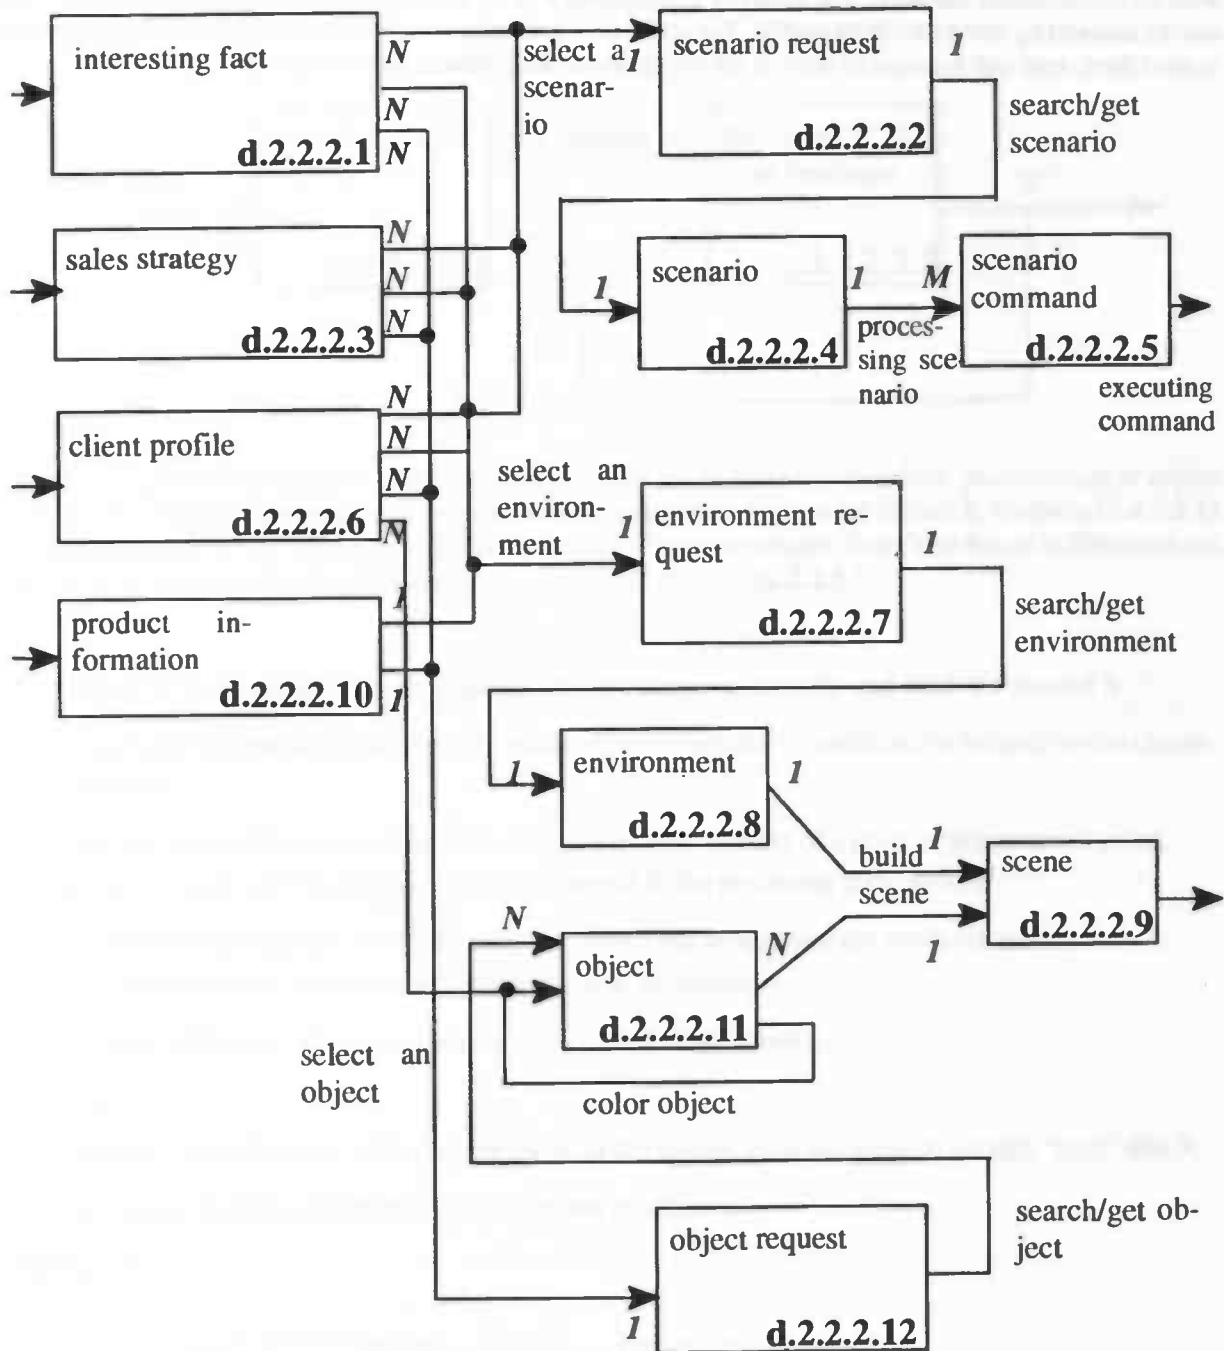 interesting fact
N
N
N
d.2.2.2.1
select a
scenar-
io
1
scenario request
1
d.2.2.2.2
search/get
scenario
sales strategy
N
N
N
d.2.2.2.3
1
scenario
1
d.2.2.2.4
M
proces-
sing sce-
nario
scenario
command
d.2.2.2.5
executing
command
client profile
N
N
N
N
d.2.2.2.6
select an
environ-
ment
1
environment re-
quest
1
d.2.2.2.7
search/get
environment
product in-
formation
1
d.2.2.2.10
1
1
environment
1
d.2.2.2.8
build
scene
1
1
scene
d.2.2.2.9
N
object
N
d.2.2.2.11
color object
select an
object
1
object request
d.2.2.2.12
search/get ob-
ject